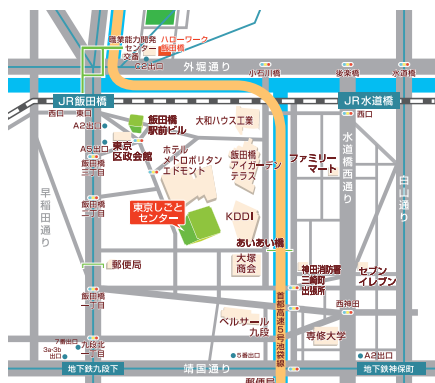 職業能力開発
センター
交番
ハローワーク
飯田橋
C2出口
外堀通り
小石川橋
後楽橋
水道橋
JR飯田橋
JR水道橋
西口
東口
西口
A2出口
飯田橋
駅前ビル
大和ハウス工業
A5出口
東京
区政会館
ホテル
メトロポリタン
エドモント
飯田橋
アイガーデン
テラス
ファミリー
マート
水道橋西通り
白山通り
早稲田通り
飯田橋
三丁目
飯田橋
二丁目
東京しごと
センター
KDDI
あいあい橋
大塚
商会
郵便局
神田消防署
三崎町
出張所
セブン
イレブン
飯田橋
一丁目
西神田
首都高速5号池袋線
ベルサール
九段
専修大学
7番出口
3a・3b
出口
九段北
一丁目
5番出口
A2出口
地下鉄九段下
靖国通り
地下鉄神保町
郵便局